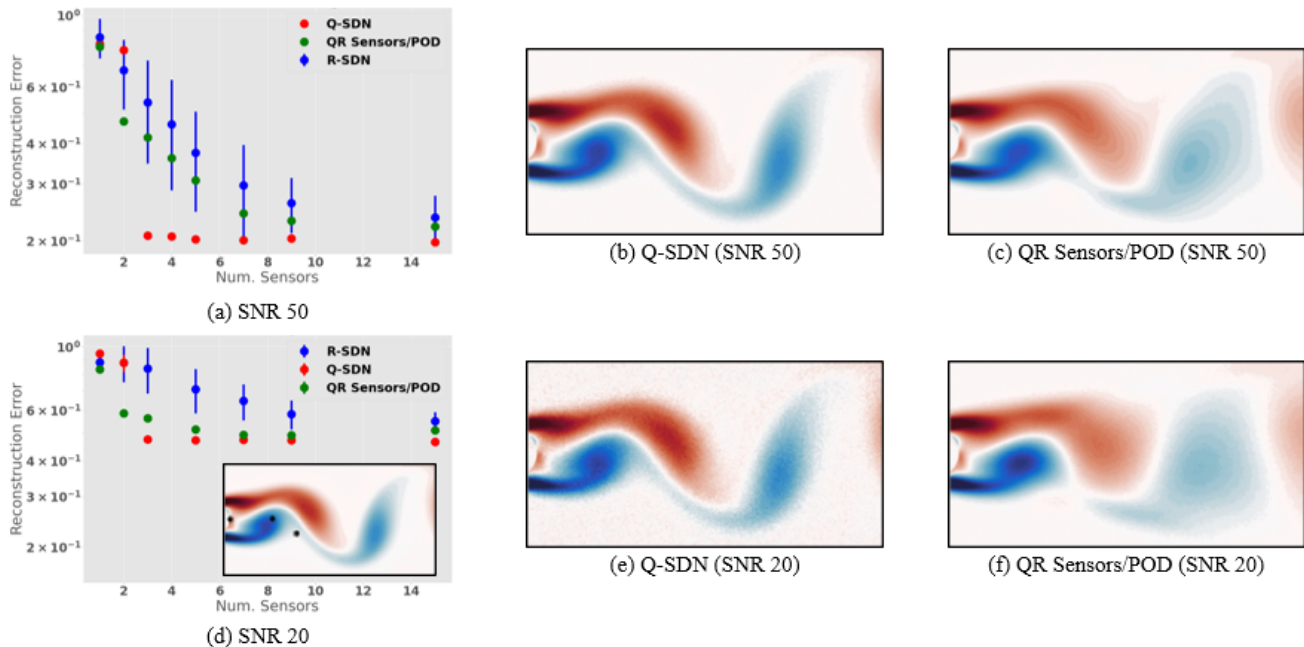 10⁰
6 × 10⁻¹
4 × 10⁻¹
3 × 10⁻¹
2 × 10⁻¹
Reconstruction Error
Q-SDN
QR Sensors/POD
R-SDN
2 4 6 8 10 12 14
Num. Sensors
(a) SNR 50
(b) Q-SDN (SNR 50)
(c) QR Sensors/POD (SNR 50)
10⁰
6 × 10⁻¹
4 × 10⁻¹
3 × 10⁻¹
2 × 10⁻¹
Reconstruction Error
R-SDN
Q-SDN
QR Sensors/POD
2 4 6 8 10 12 14
Num. Sensors
(d) SNR 20
(e) Q-SDN (SNR 20)
(f) QR Sensors/POD (SNR 20)